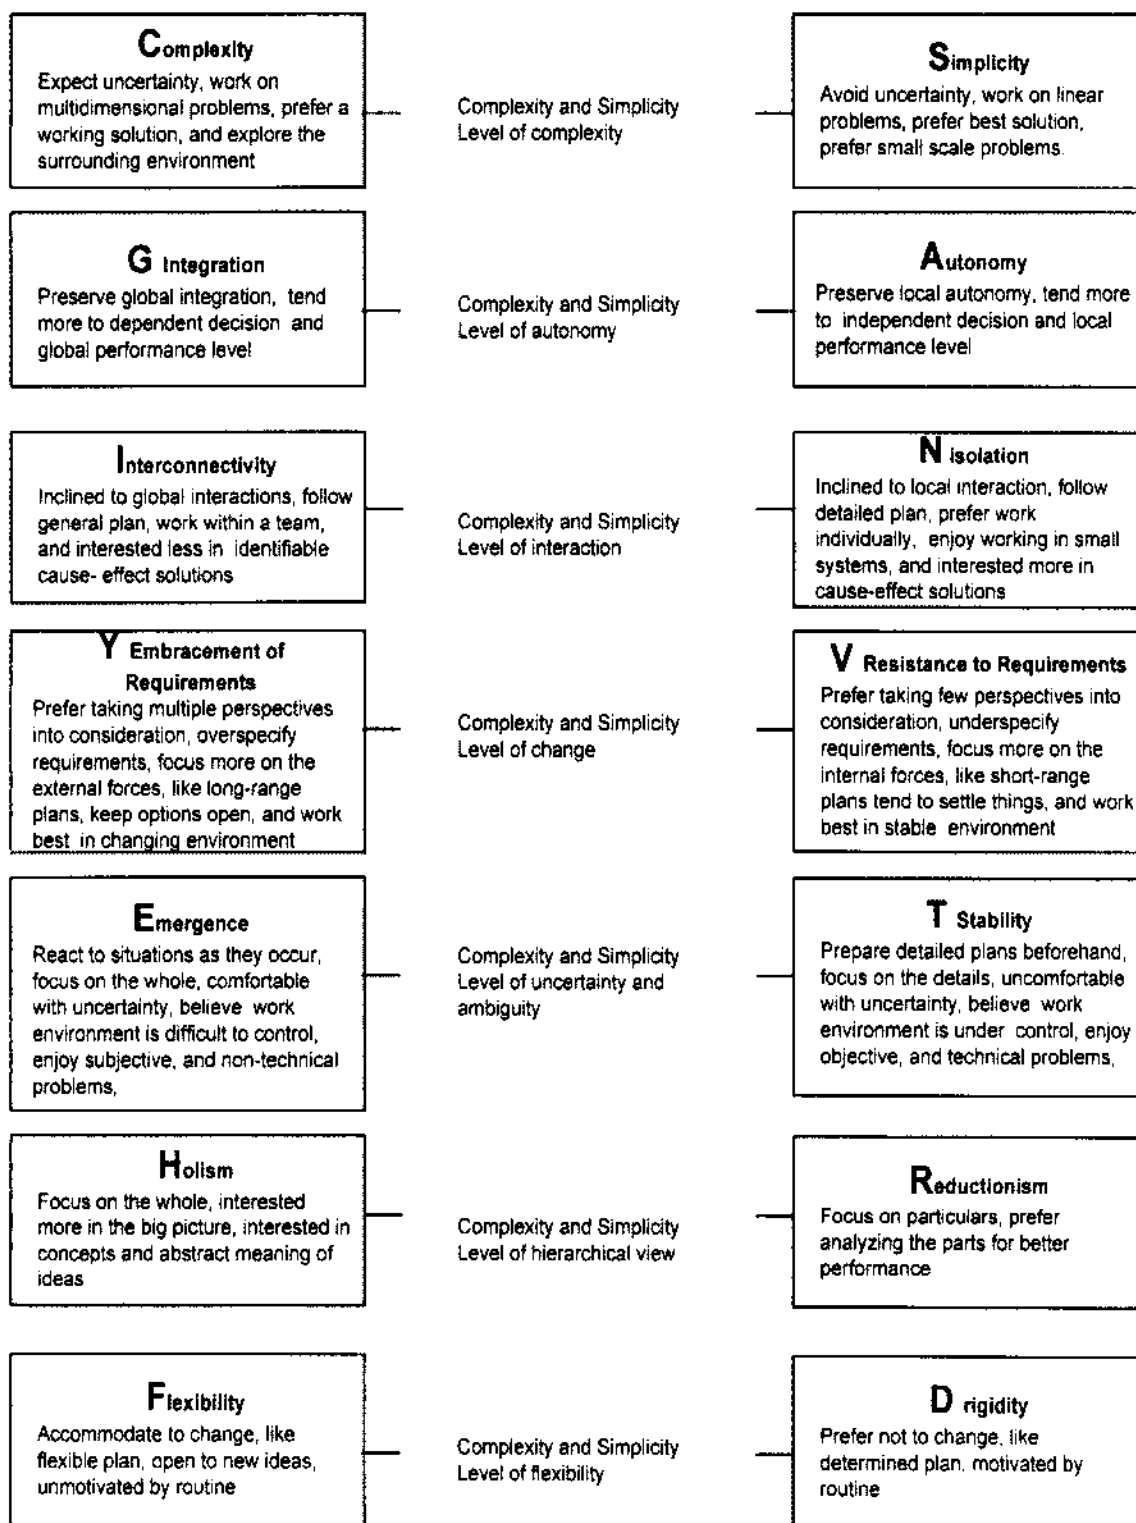 Complexity
Expect uncertainty, work on
multidimensional problems, prefer a
working solution, and explore the
surrounding environment
Complexity and Simplicity
Level of complexity
Simplicity
Avoid uncertainty, work on linear
problems, prefer best solution,
prefer small scale problems.
G Integration
Preserve global integration, tend
more to dependent decision and
global performance level
Complexity and Simplicity
Level of autonomy
Autonomy
Preserve local autonomy, tend more
to independent decision and local
performance level
Interconnectivity
Inclined to global interactions, follow
general plan, work within a team,
and interested less in identifiable
cause- effect solutions
Complexity and Simplicity
Level of interaction
N isolation
Inclined to local interaction, follow
detailed plan, prefer work
individually, enjoy working in small
systems, and interested more in
cause-effect solutions
Y Embracement of
Requirements
Prefer taking multiple perspectives
into consideration, overspecify
requirements, focus more on the
external forces, like long-range
plans, keep options open, and work
best in changing environment
Complexity and Simplicity
Level of change
V Resistance to Requirements
Prefer taking few perspectives into
consideration, underspecify
requirements, focus more on the
internal forces, like short-range
plans tend to settle things, and work
best in stable environment
Emergence
React to situations as they occur,
focus on the whole, comfortable
with uncertainty, believe work
environment is difficult to control,
enjoy subjective, and non-technical
problems,
Complexity and Simplicity
Level of uncertainty and
ambiguity
T Stability
Prepare detailed plans beforehand,
focus on the details, uncomfortable
with uncertainty, believe work
environment is under control, enjoy
objective, and technical problems,
Holism
Focus on the whole, interested
more in the big picture, interested in
concepts and abstract meaning of
ideas
Complexity and Simplicity
Level of hierarchical view
Reductionism
Focus on particulars, prefer
analyzing the parts for better
performance
Flexibility
Accommodate to change, like
flexible plan, open to new ideas,
unmotivated by routine
Complexity and Simplicity
Level of flexibility
D rigidity
Prefer not to change, like
determined plan, motivated by
routine